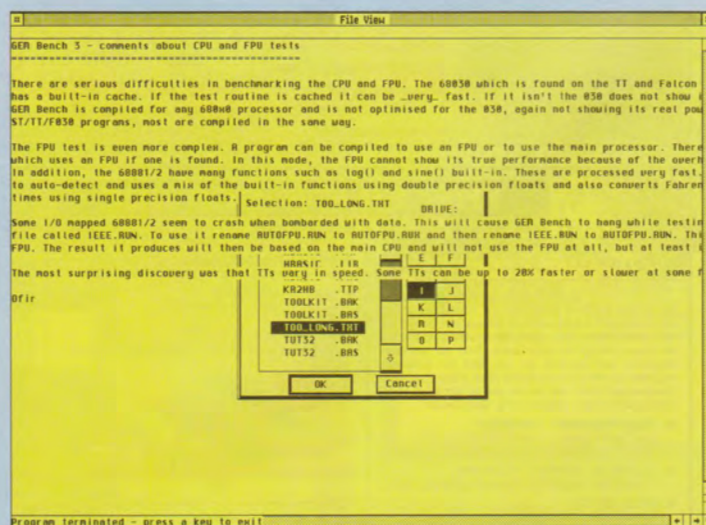 File View
GEM Bench 3 - comments about CPU and FPU tests
There are serious difficulties in benchmarking the CPU and FPU. The 68030 which is found on the TT and Falcon
has a built-in cache. if the test routine is cached it can be _very_ fast. If it isn't the 030 does not show
GEM Bench is compiled for any 680x0 processor and is not optimised for the 030, again not showing its real pow
ST/TT/F030 programs, most are compiled in the same way.
The FPU test is even more complex. A program can be compiled to use an FPU or to use the main processor. There
which uses an FPU if one is found. In this mode, the FPU cannot show its true performance because of the overh
In addition, the 68881/2 have many functions such as log() and sine() built-in. These are processed very fast.
to auto-detect and uses a mix of the built-in functions using double precision floats and also converts Fahren
times using single precision floats.
Selection: TOO_LONG.TXT
DRIVE:
Some I/O mapped 68881/2 seem to crash when bombarded with data. This will cause GEM Bench to hang while testin
file called IEEE.RUN. To use it rename AUTOFPU.RUN to AUTOFPU.RUX and then rename IEEE.RUN to AUTOFPU.RUN. Thi
FPU. The result it produces will then be based on the main CPU and will not use the FPU at all, but at least i
HBASIC .TTP
E F
The most surprising discovery was that TTs vary in speed. Some TTs can be up to 20% faster or slower at some f
Ofir
KR2HB .TTP
I J
TOOLKIT .BAK
K L
TOOLKIT .BAS
TOO_LONG.TXT
M N
TUT32 .BAK
O P
TUT32 .BAS
OK Cancel
Program terminated - press a key to exit